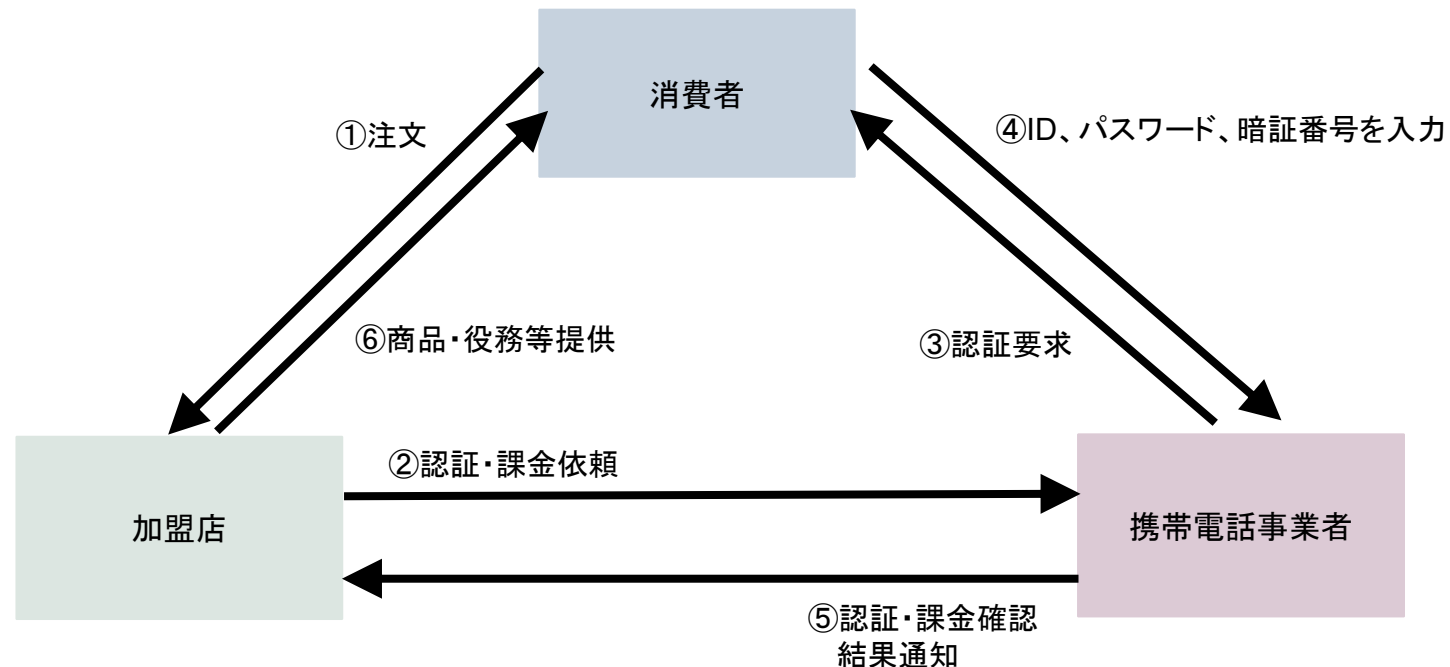 消費者
①注文
④ID、パスワード、暗証番号を入力
⑥商品・役務等提供
③認証要求
②認証・課金依頼
加盟店
携帯電話事業者
⑤認証・課金確認
結果通知